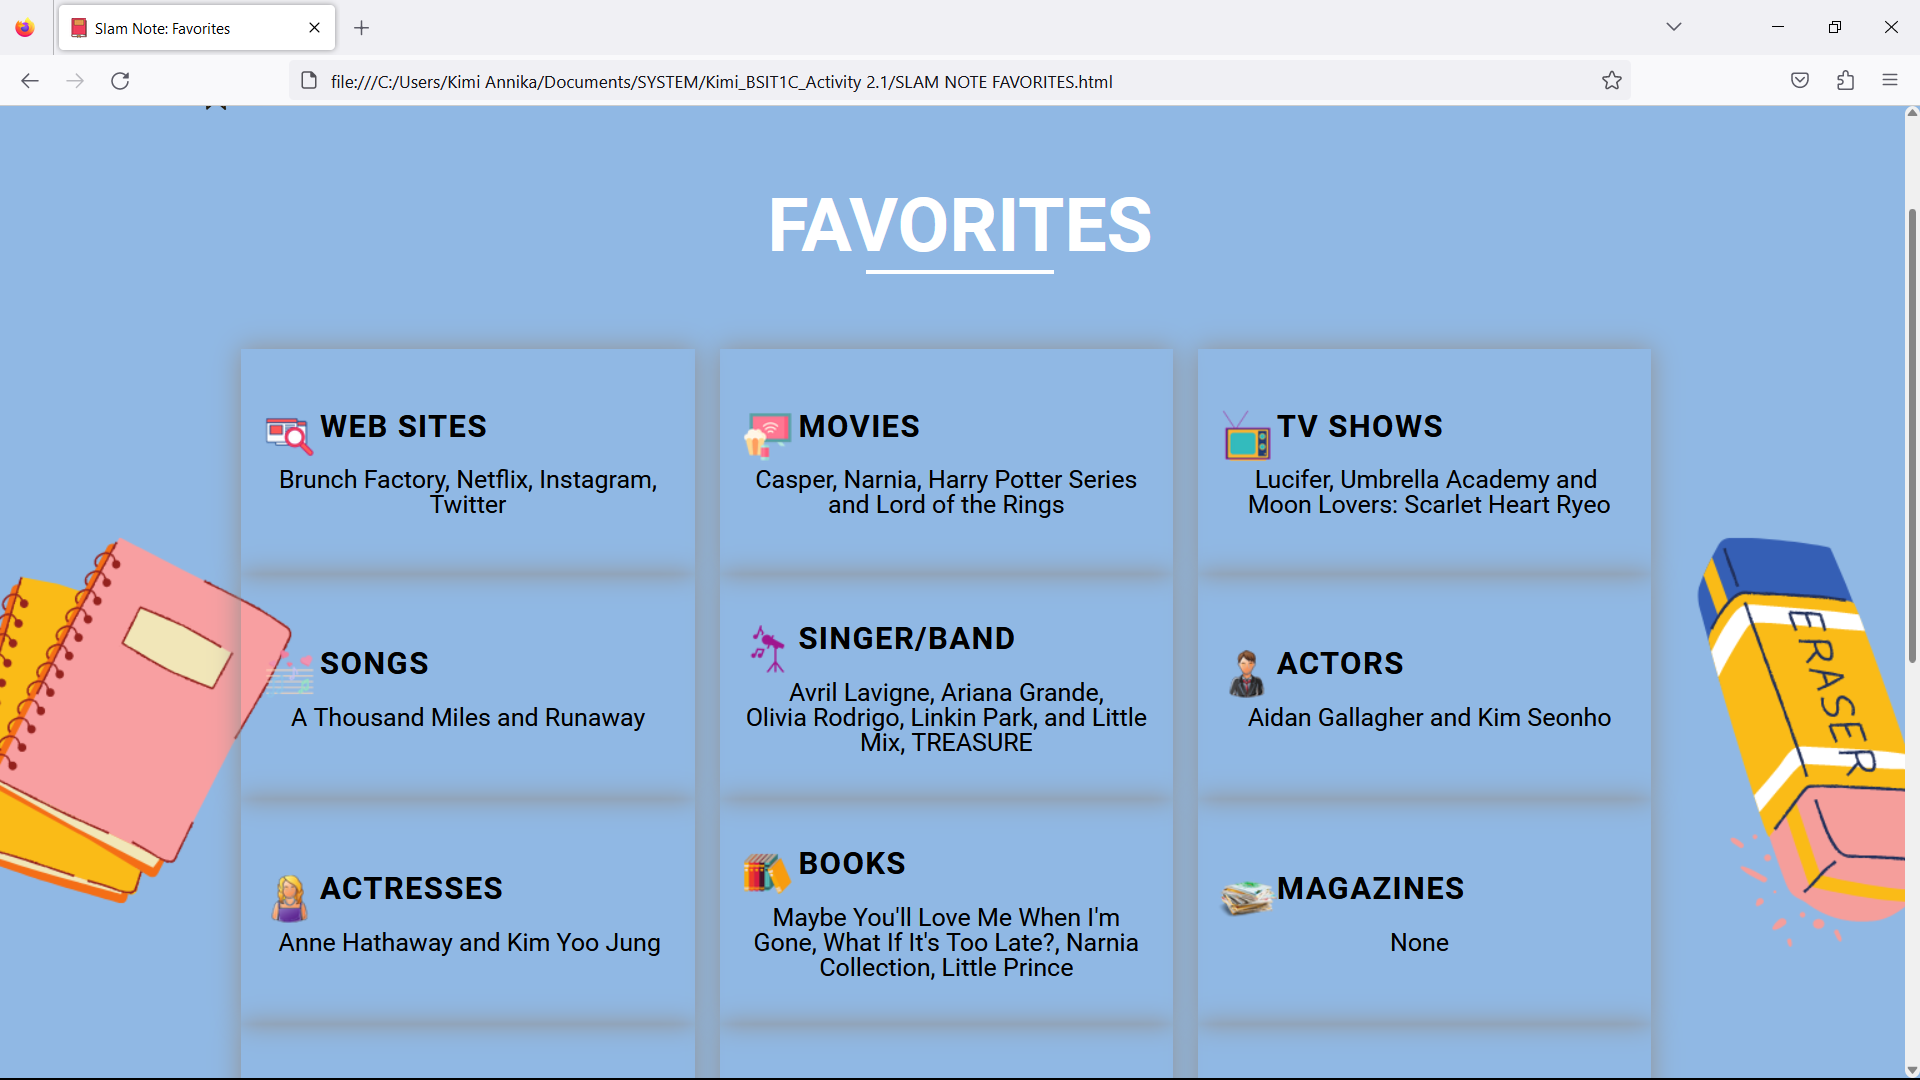 Slam Note: Favorites
file:///C:/Users/Kimi Annika/Documents/SYSTEM/Kimi_BSIT1C_Activity 2.1/SLAM NOTE FAVORITES.html
FAVORITES
WEB SITES
Brunch Factory, Netflix, Instagram,
Twitter
MOVIES
Casper, Narnia, Harry Potter Series
and Lord of the Rings
TV SHOWS
Lucifer, Umbrella Academy and
Moon Lovers: Scarlet Heart Ryeo
SONGS
A Thousand Miles and Runaway
SINGER/BAND
Avril Lavigne, Ariana Grande,
Olivia Rodrigo, Linkin Park, and Little
Mix, TREASURE
ACTORS
Aidan Gallagher and Kim Seonho
ERASER
ACTRESSES
Anne Hathaway and Kim Yoo Jung
BOOKS
Maybe You'll Love Me When I'm
Gone, What If It's Too Late?, Narnia
Collection, Little Prince
MAGAZINES
None